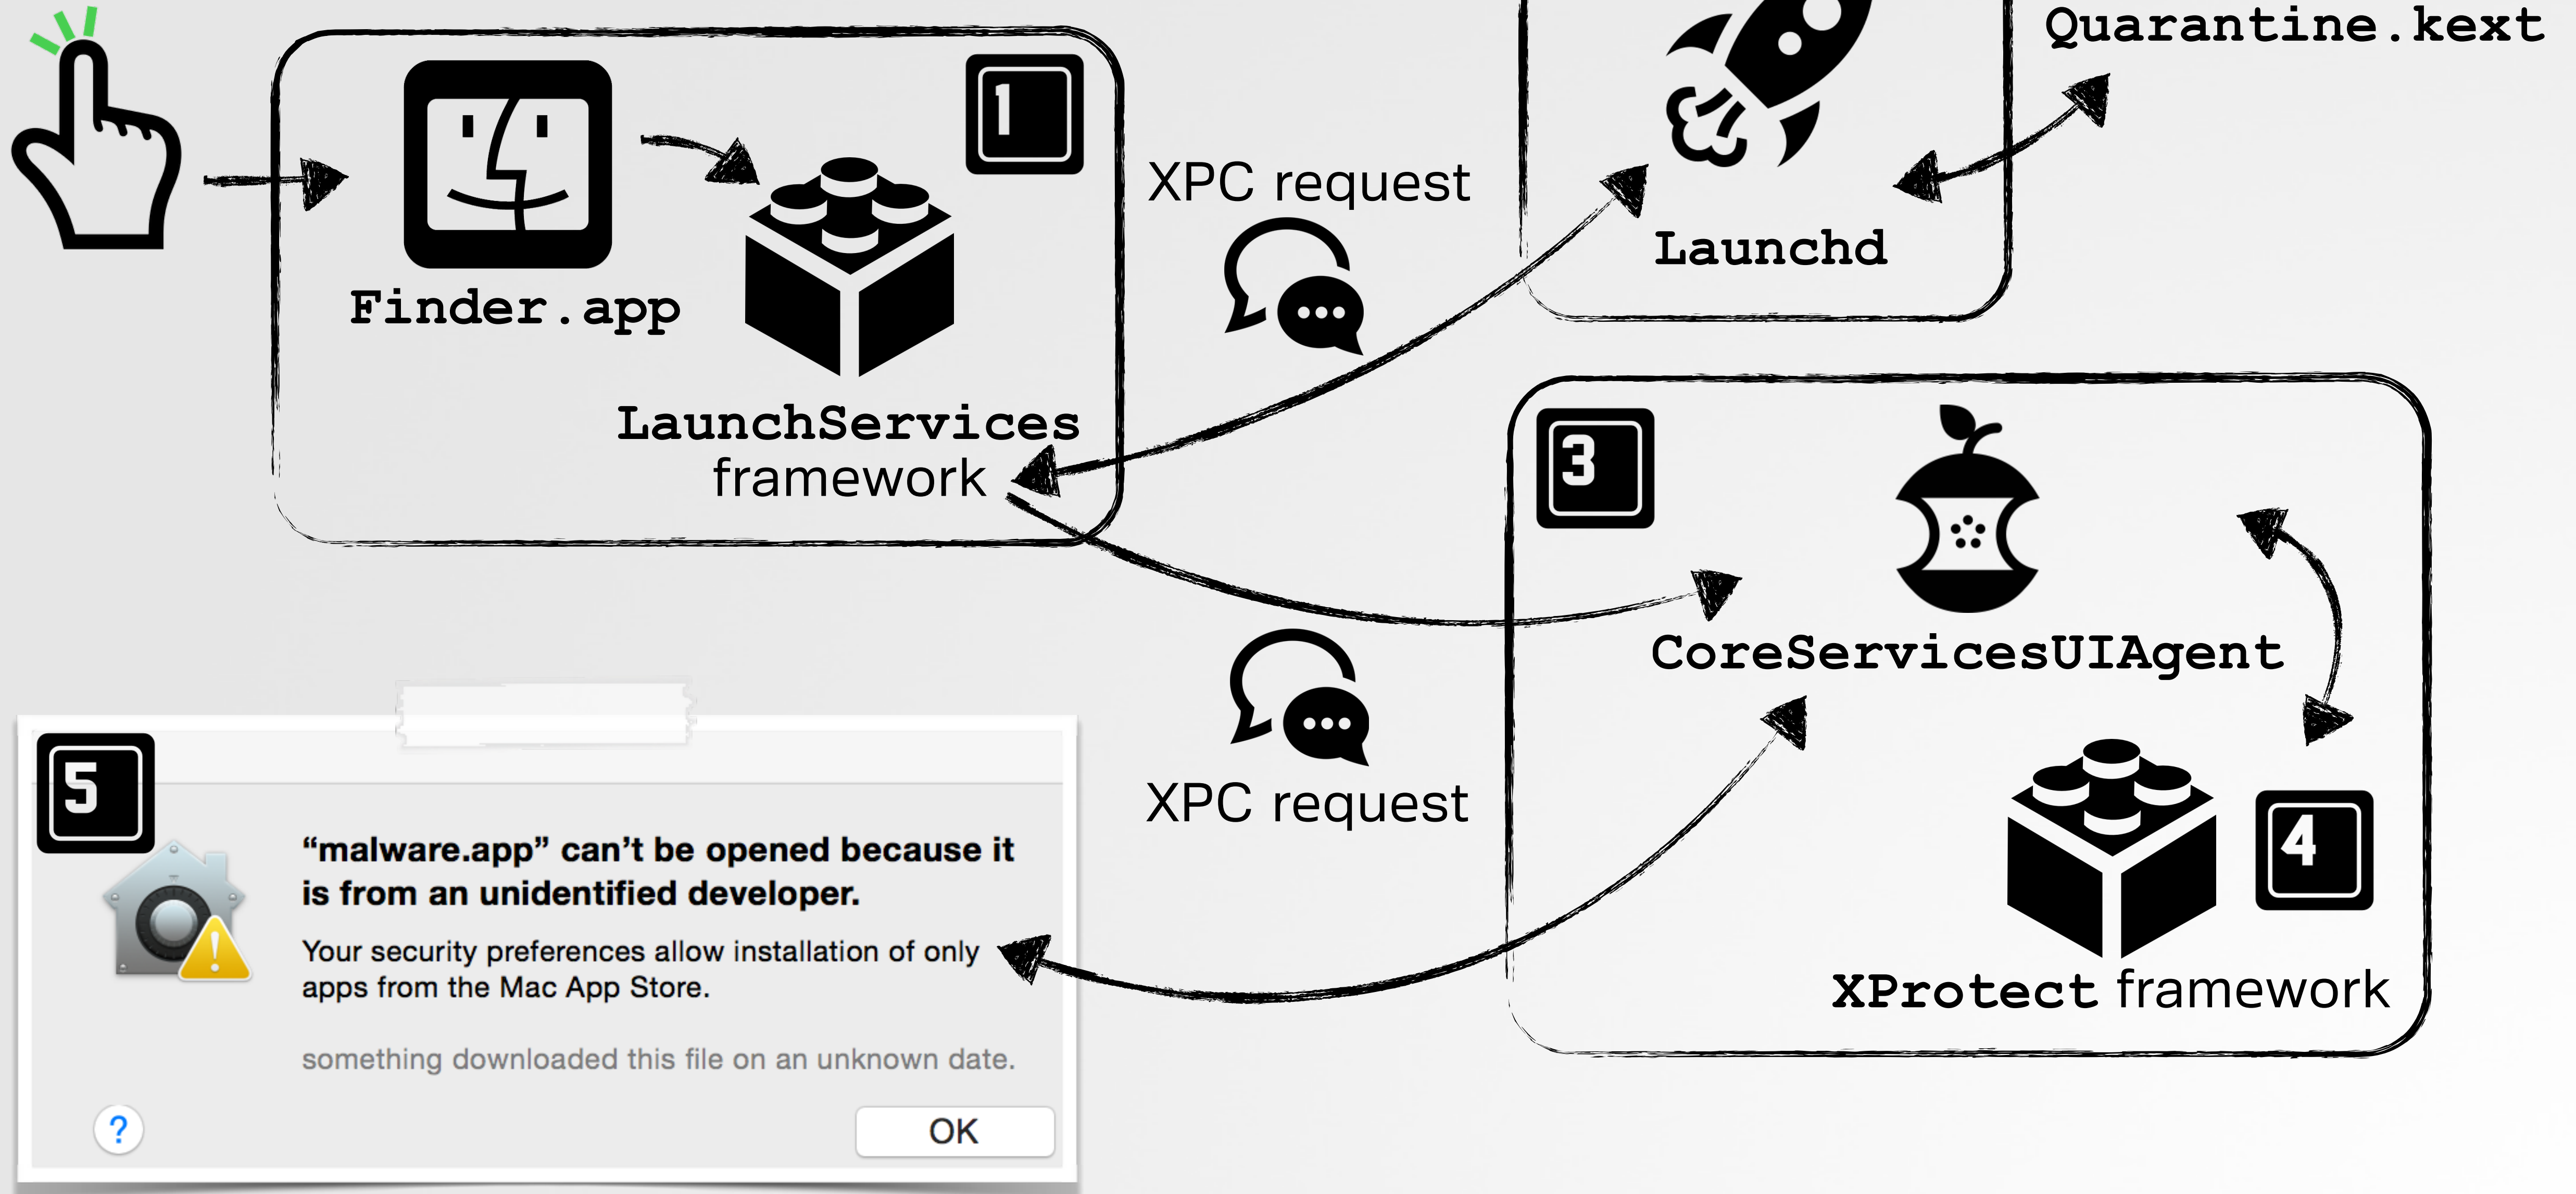 Quarantine.kext
1
XPC request
Launchd
Finder.app
LaunchServices
framework
3
CoreServicesUIAgent
XPC request
4
XProtect framework
5
“malware.app” can’t be opened because it
is from an unidentified developer.
Your security preferences allow installation of only
apps from the Mac App Store.
something downloaded this file on an unknown date.
?
OK